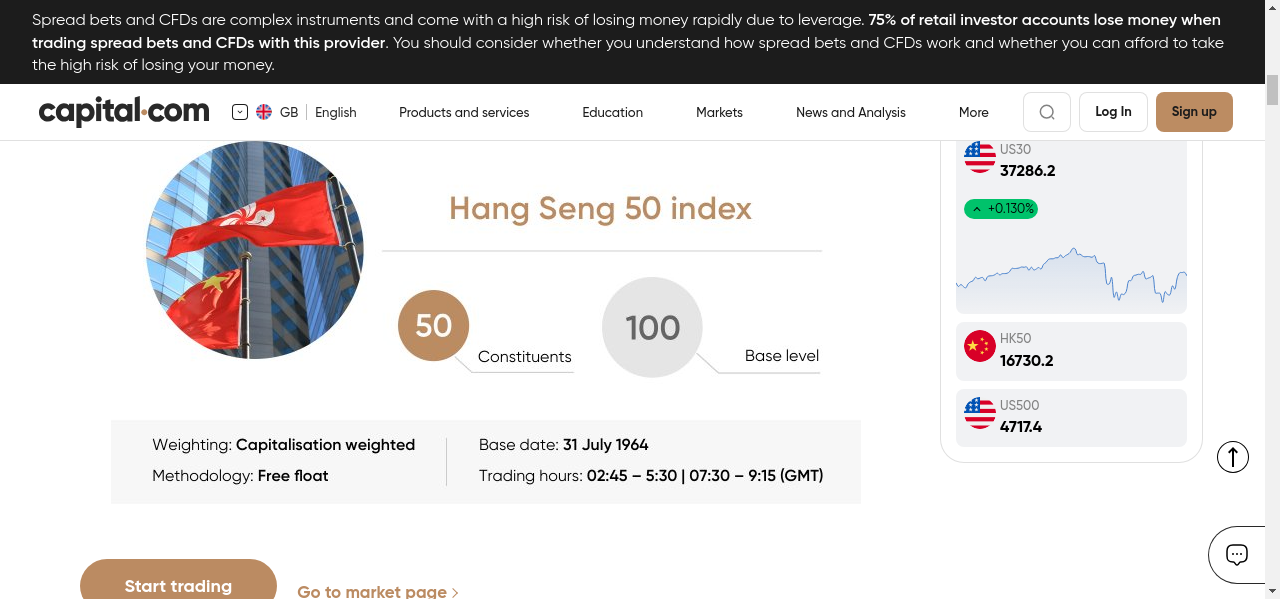 Spread bets and CFDs are complex instruments and come with a high risk of losing money rapidly due to leverage. 75% of retail investor accounts lose money when
trading spread bets and CFDs with this provider. You should consider whether you understand how spread bets and CFDs work and whether you can afford to take
the high risk of losing your money.
capital.com
GB
English
Products and services
Education
Markets
News and Analysis
More
Log In
Sign up
Hang Seng 50 index
50
Constituents
100
Base level
Weighting: Capitalisation weighted
Methodology: Free float
Base date: 31 July 1964
Trading hours: 02:45 – 5:30 | 07:30 – 9:15 (GMT)
Start trading
Go to market page
US30
37286.2
+0.130%
HK50
16730.2
US500
4717.4